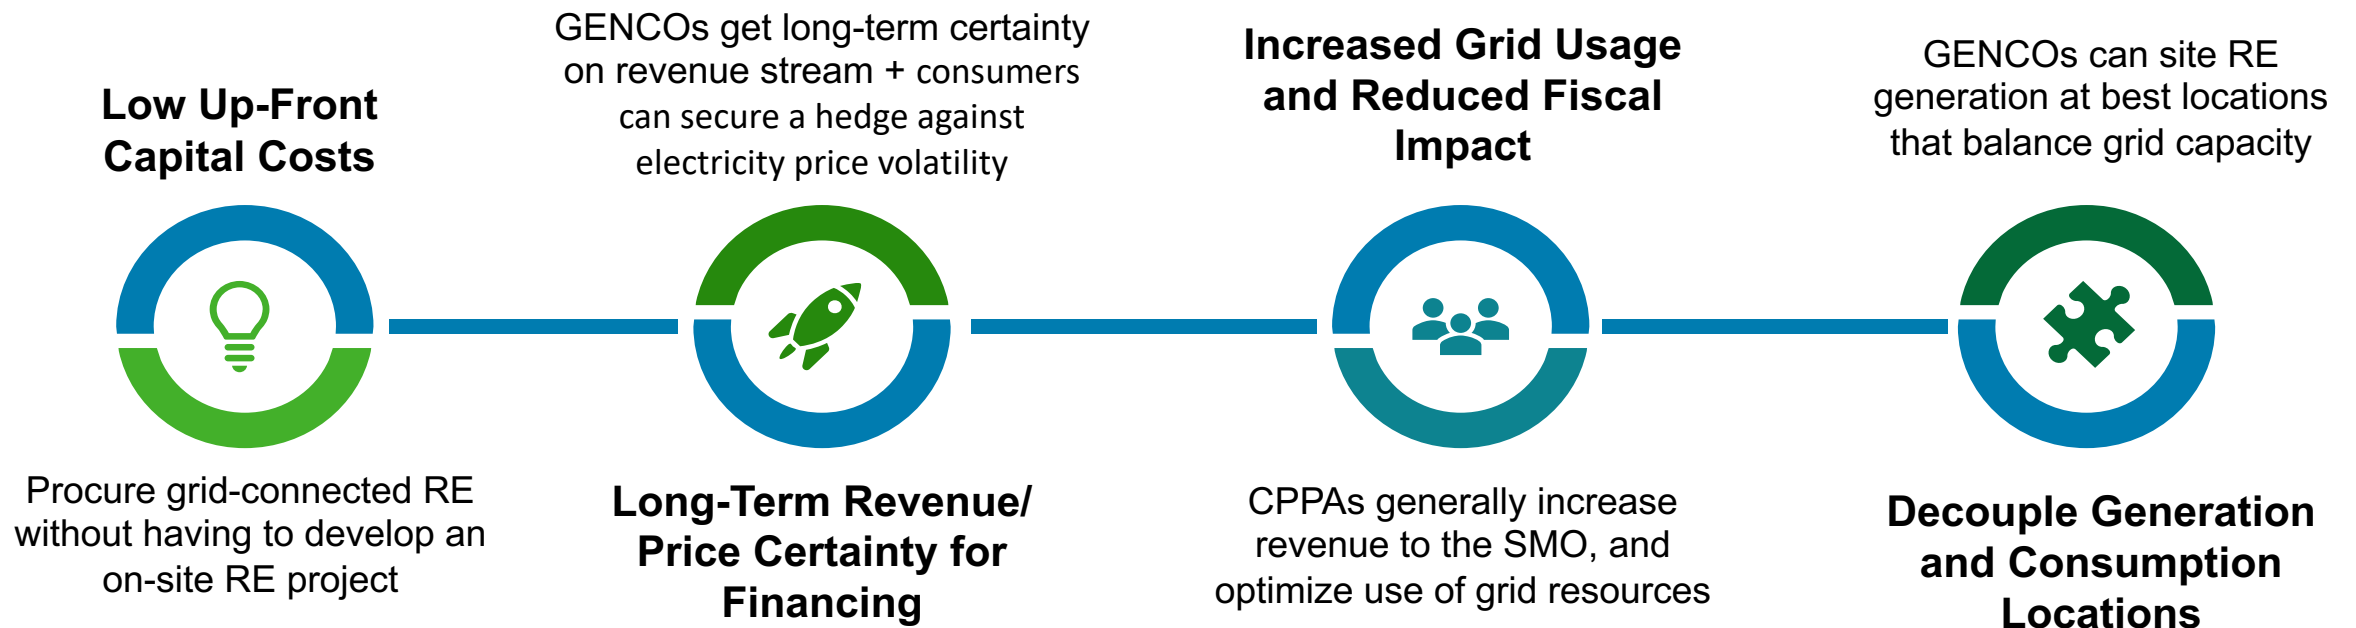 Low Up-Front
Capital Costs
Procure grid-connected RE
without having to develop an
on-site RE project
GENCOs get long-term certainty
on revenue stream + consumers
can secure a hedge against
electricity price volatility
Long-Term Revenue/
Price Certainty for
Financing
Increased Grid Usage
and Reduced Fiscal
Impact
CPPAs generally increase
revenue to the SMO, and
optimize use of grid resources
GENCOs can site RE
generation at best locations
that balance grid capacity
Decouple Generation
and Consumption
Locations